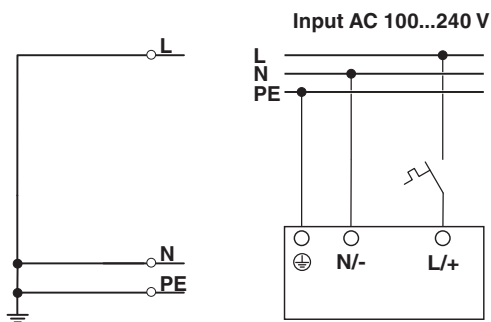 Input AC 100...240 V
L
N
PE
L
N
PE
N/-
L/+